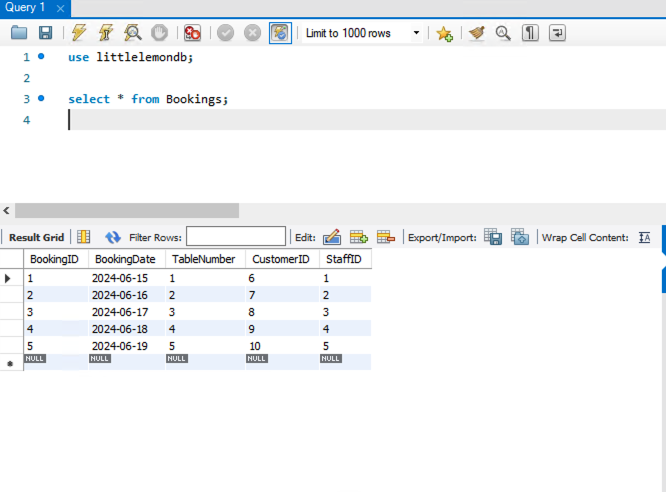 Query 1
Limit to 1000 rows
1 use littlelemondb;
2
3 select * from Bookings;
4
Result Grid Filter Rows: Edit: Export/Import: Wrap Cell Content: IA
BookingID BookingDate TableNumber CustomerID StaffID
1 2024-06-15 1 6 1
2 2024-06-16 2 7 2
3 2024-06-17 3 8 3
4 2024-06-18 4 9 4
5 2024-06-19 5 10 5
NULL NULL NULL NULL NULL